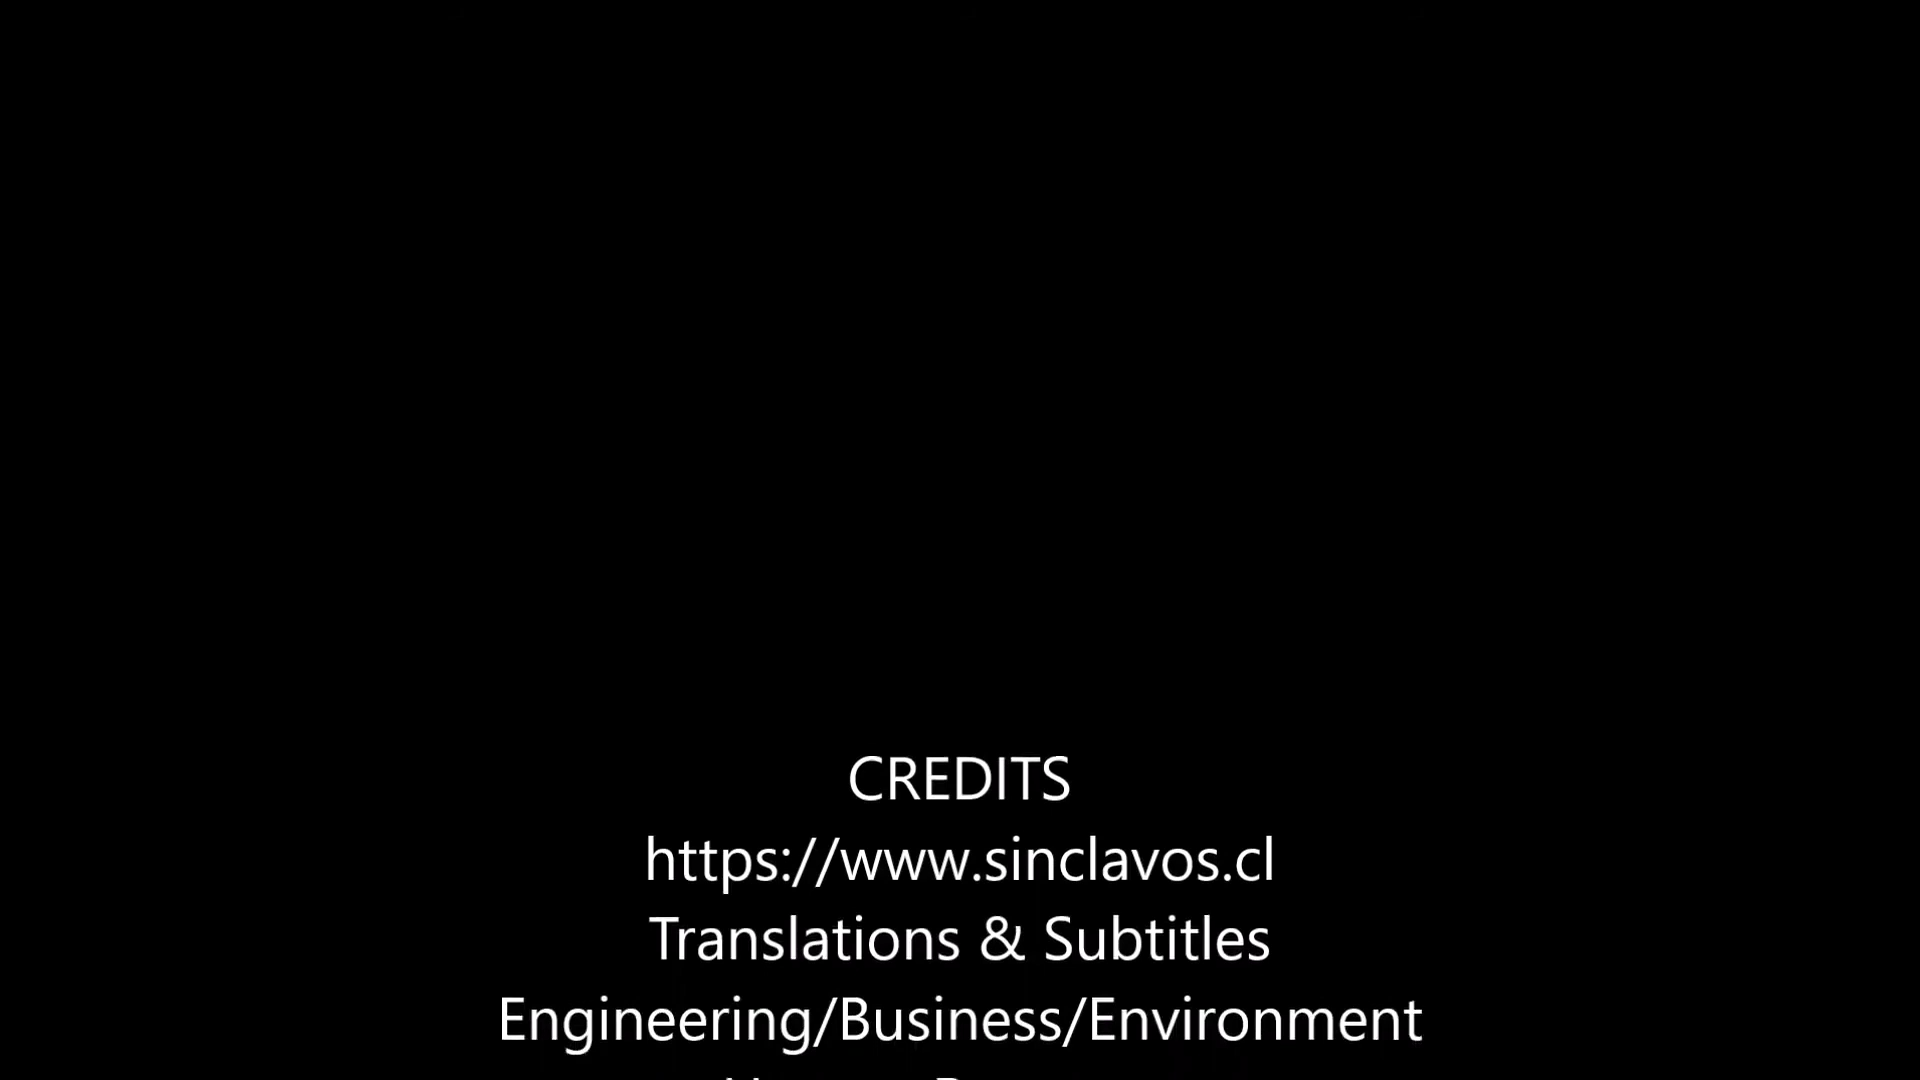 CREDITS
https://www.sinclavos.cl
Translations & Subtitles
Engineering/Business/Environment